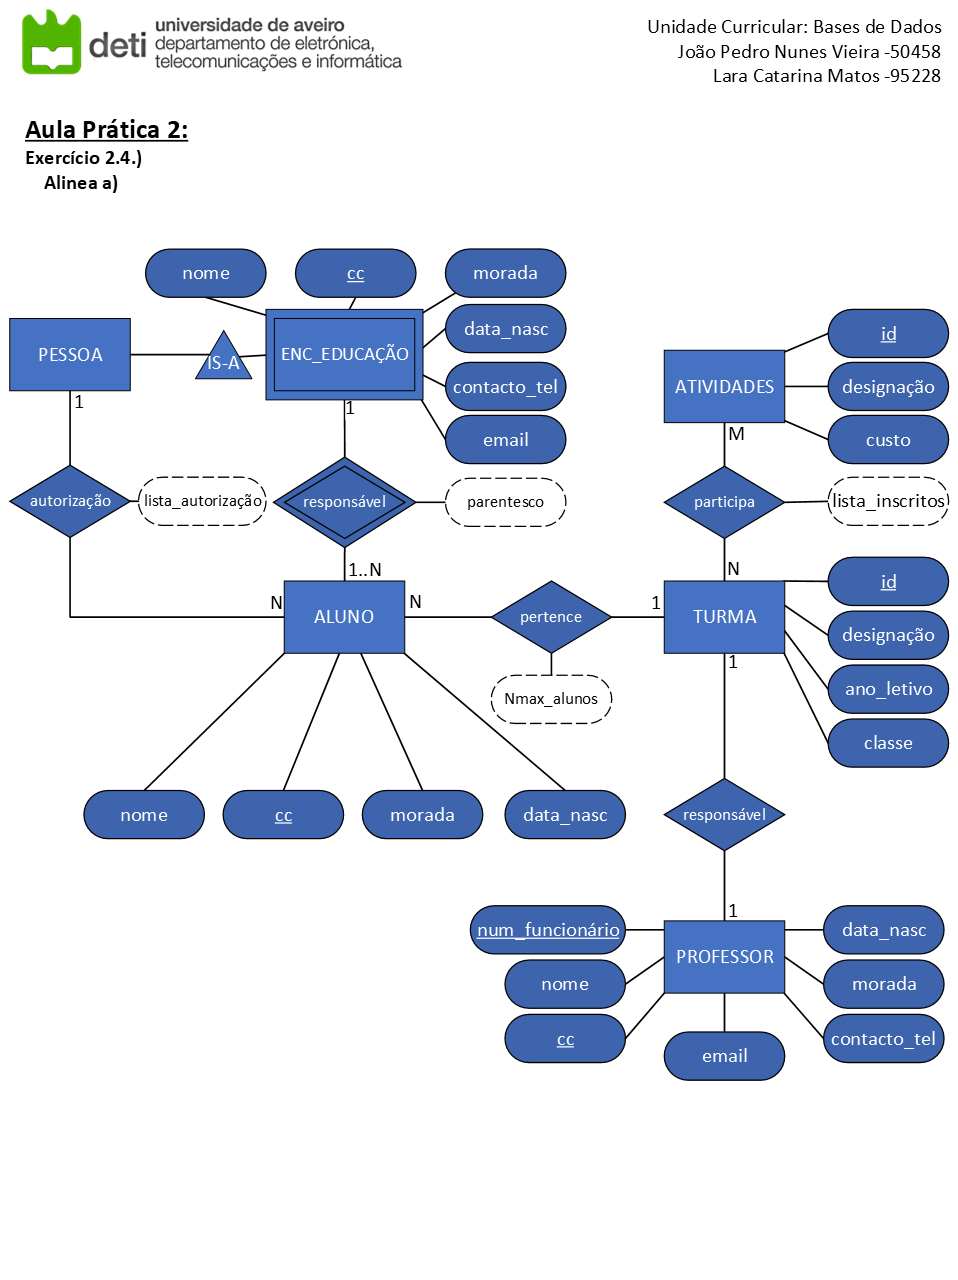 deti
universidade de aveiro
departamento de eletrónica,
telecomunicações e informática
Unidade Curricular: Bases de Dados
João Pedro Nunes Vieira -50458
Lara Catarina Matos -95228
Aula Prática 2:
Exercício 2.4.)
Alinea a)
nome
cc
morada
data_nasc
contacto_tel
email
PESSOA
IS-A
ENC_EDUCAÇÃO
id
ATIVIDADES
designação
custo
1
1
M
autorização
lista_autorização
responsável
parentesco
participa
lista_inscritos
1..N
N
N
ALUNO
N
pertence
1
TURMA
id
designação
ano_letivo
classe
Nmax_alunos
1
nome
cc
morada
data_nasc
responsável
1
num_funcionário
PROFESSOR
data_nasc
nome
morada
cc
email
contacto_tel